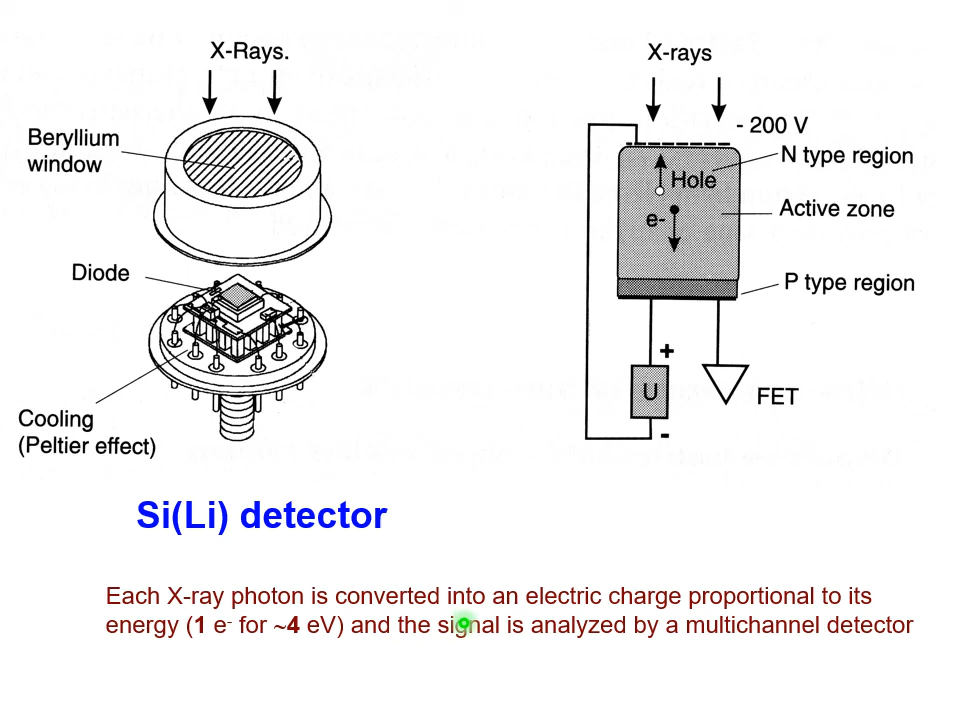 X-Rays.
Beryllium
window
Diode
Cooling
(Peltier effect)
X-rays
- 200 V
N type region
Hole
Active zone
e-
P type region
+
U
FET
-
Si(Li) detector
Each X-ray photon is converted into an electric charge proportional to its
energy (1 e- for ~4 eV) and the signal is analyzed by a multichannel detector